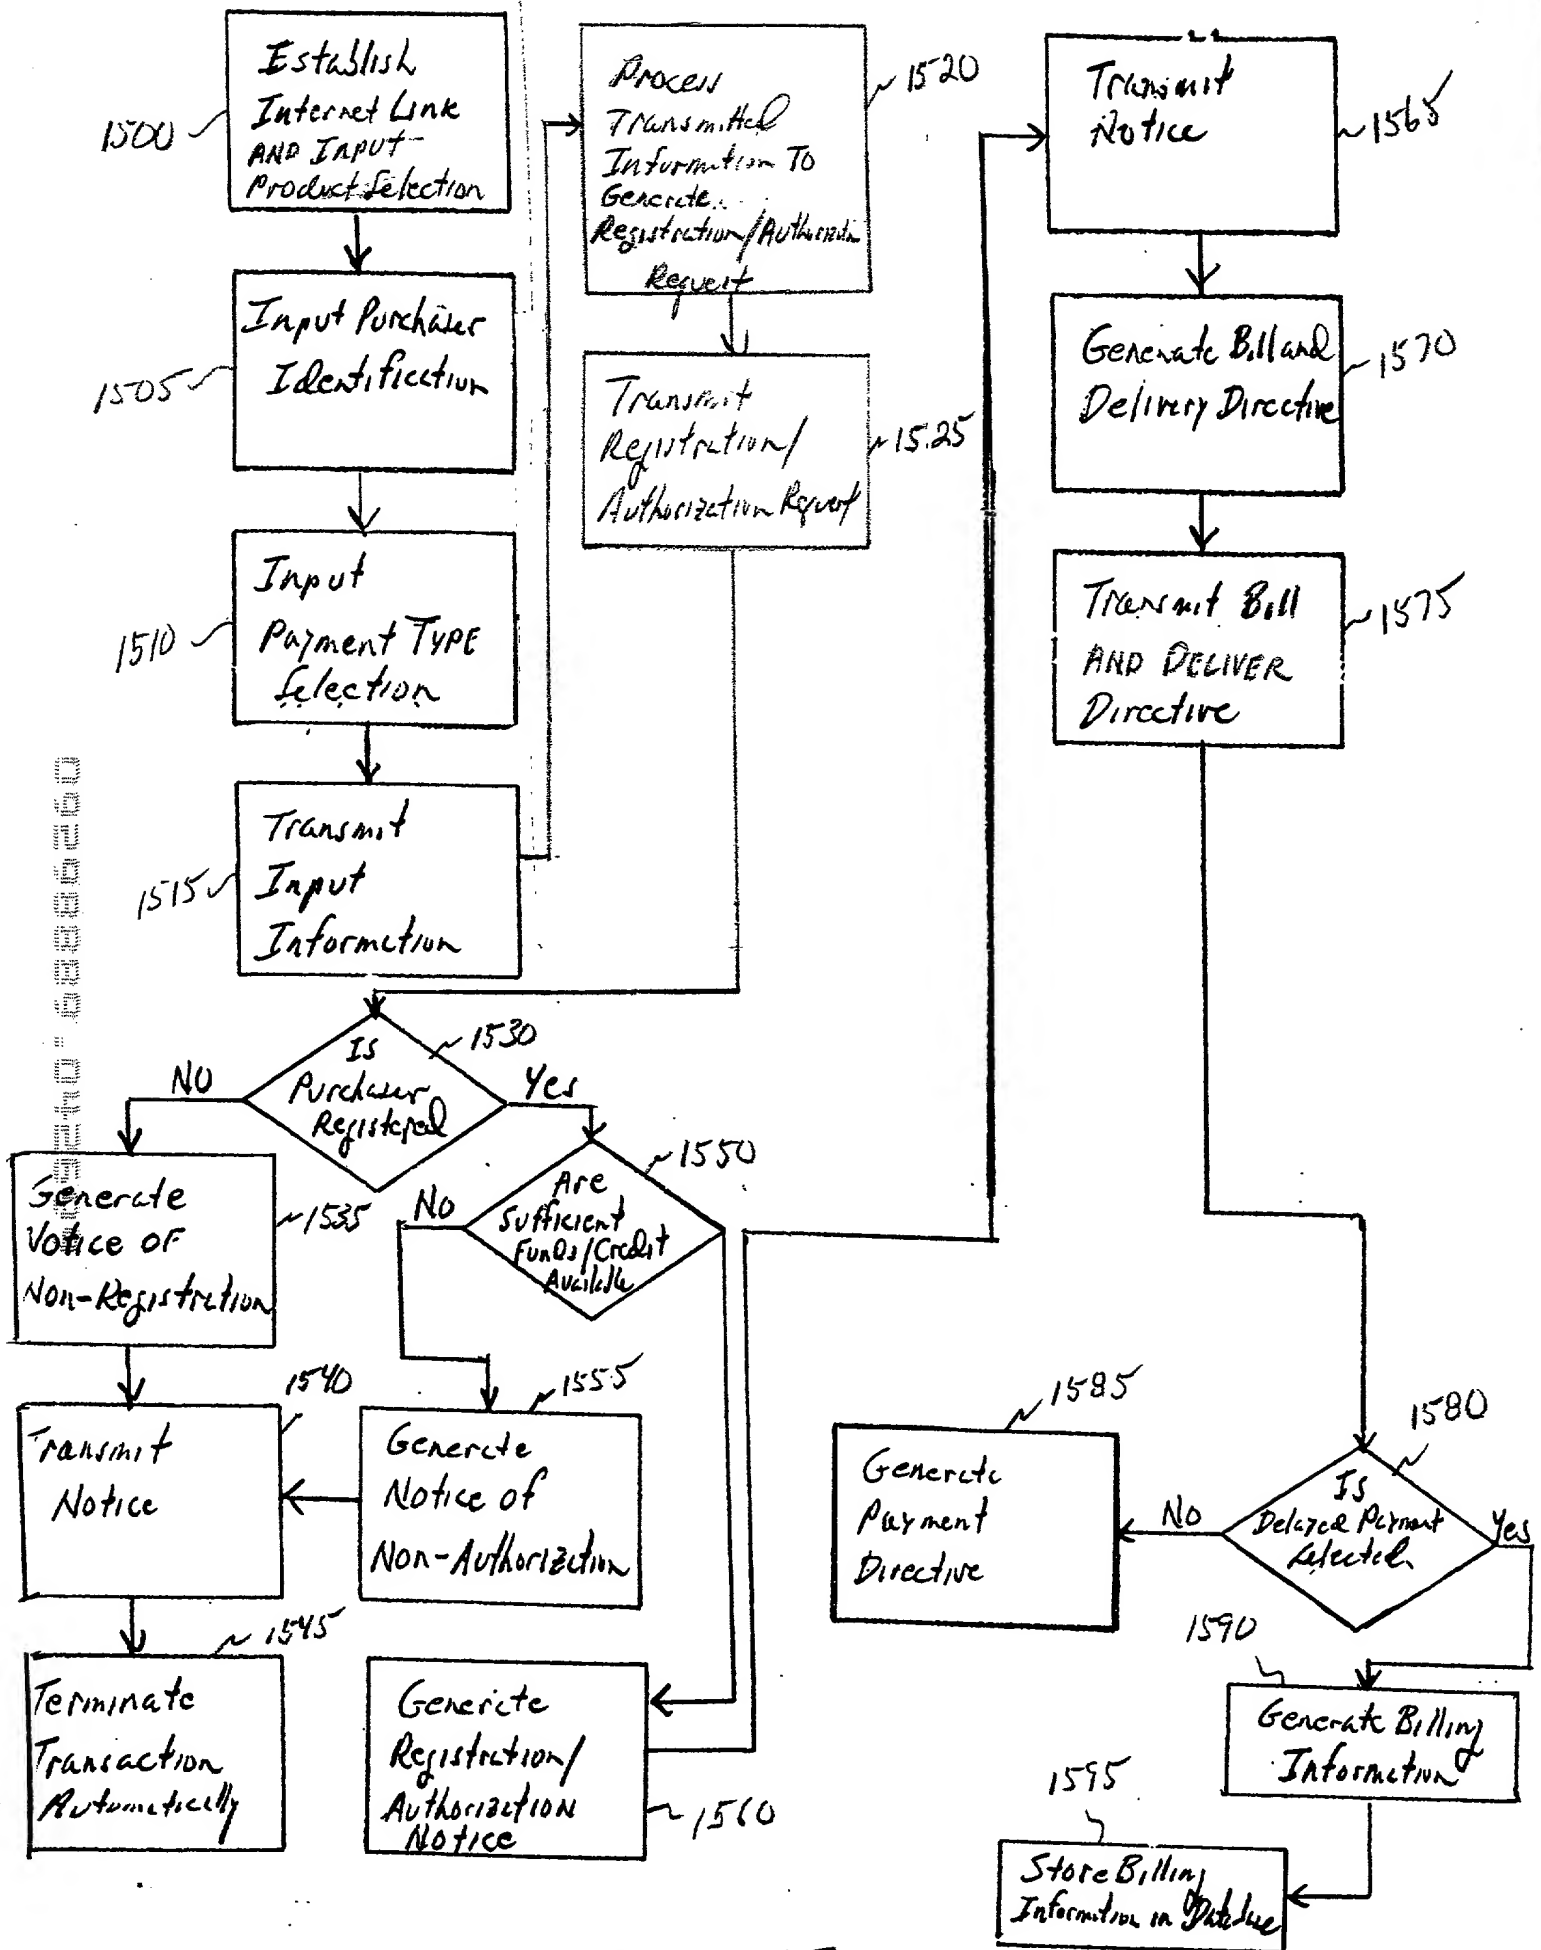 Establish
Internet Link
AND INPUT
Product Selection
1500
Input Purchaser
Identification
1505
Input
Payment TYPE
Selection
1510
Transmit
Input
Information
1515
Process
Transmitted
Information To
Generate
Registration/
Request
1520
Transmit
Registration/
Authorization Request
1525
Is
Purchaser
Registered
1530
NO
Yes
Generate
Notice OF
Non-Registration
1535
Transmit
Notice
1540
Terminate
Transaction
Automatically
1545
Are
Sufficient
Funds/Credit
Available
1550
No
Generate
Notice of
Non-Authorization
1555
Generate
Registration/
AUTHORIZATION
Notice
1560
Transmit
Notice
1565
Generate Bill and
Delivery Directive
1570
Transmit Bill
AND DELIVER
Directive
1575
Is
Delayed Payment
Selected
1580
No
Yes
Generate
Payment
Directive
1585
Generate Billing
Information
1590
Store Billing
Information in
1595